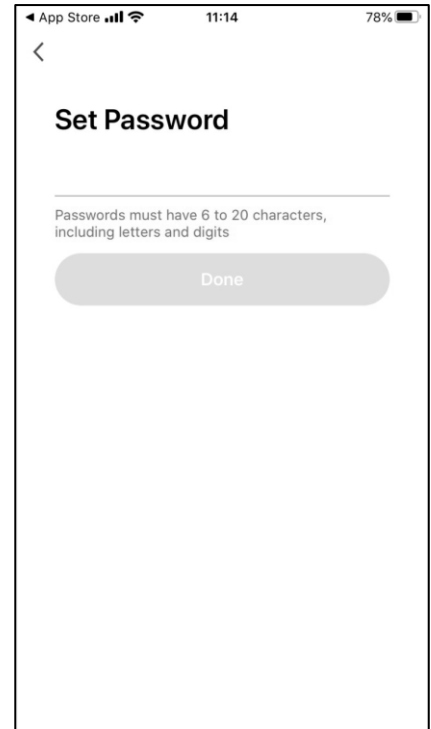 App Store 11:14 78%
Set Password
Passwords must have 6 to 20 characters,
including letters and digits
Done